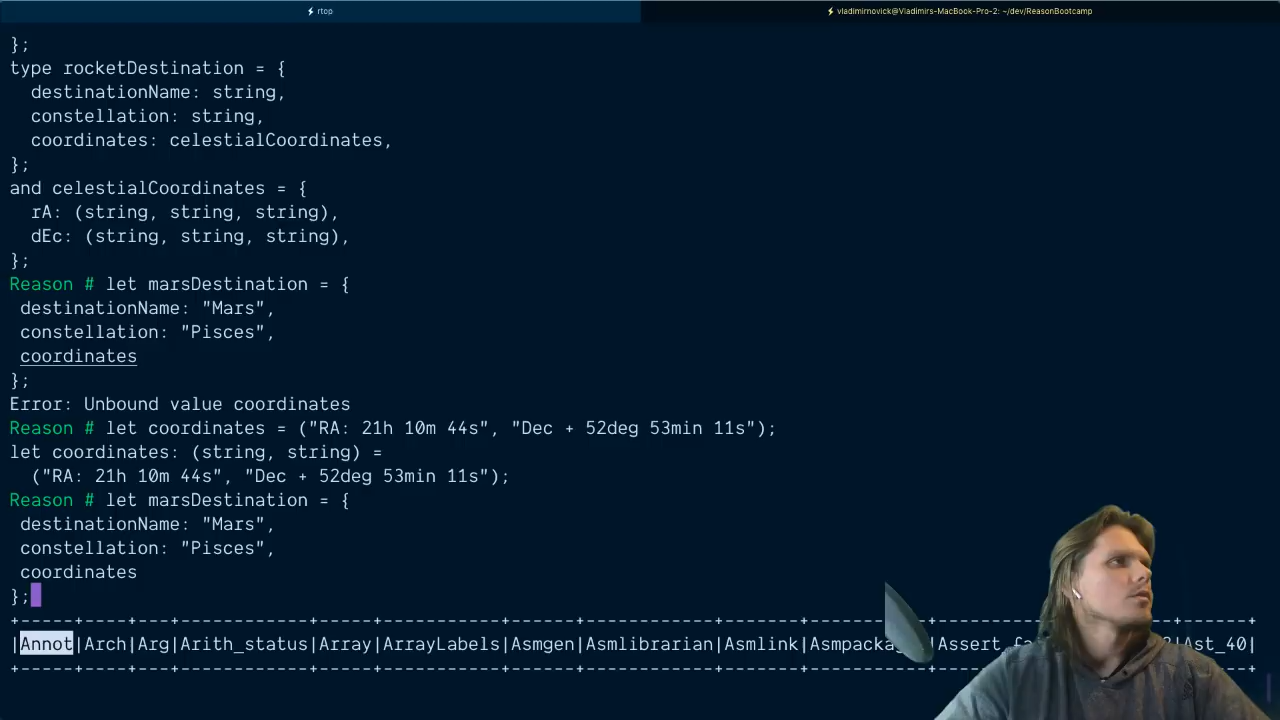 ⚡ rtop
⚡ vladimirnovick@Vladimirs-MacBook-Pro-2: ~/dev/ReasonBootcamp
};
type rocketDestination = {
  destinationName: string,
  constellation: string,
  coordinates: celestialCoordinates,
};
and celestialCoordinates = {
  rA: (string, string, string),
  dEc: (string, string, string),
};
Reason # let marsDestination = {
 destinationName: "Mars",
 constellation: "Pisces",
 coordinates
};
Error: Unbound value coordinates
Reason # let coordinates = ("RA: 21h 10m 44s", "Dec + 52deg 53min 11s");
let coordinates: (string, string) =
  ("RA: 21h 10m 44s", "Dec + 52deg 53min 11s");
Reason # let marsDestination = {
 destinationName: "Mars",
 constellation: "Pisces",
 coordinates
};
|Annot|Arch|Arg|Arith_status|Array|ArrayLabels|Asmgen|Asmlibrarian|Asmlink| |Ast_40|